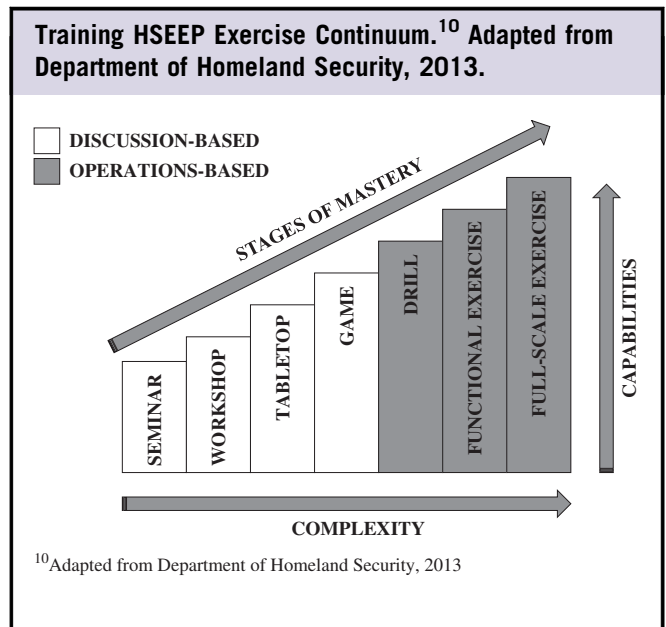 Training HSEEP Exercise Continuum.10 Adapted from
Department of Homeland Security, 2013.
DISCUSSION-BASED
OPERATIONS-BASED
STAGES OF MASTERY
SEMINAR
WORKSHOP
TABLETOP
GAME
DRILL
FUNCTIONAL EXERCISE
FULL-SCALE EXERCISE
CAPABILITIES
COMPLEXITY
10Adapted from Department of Homeland Security, 2013